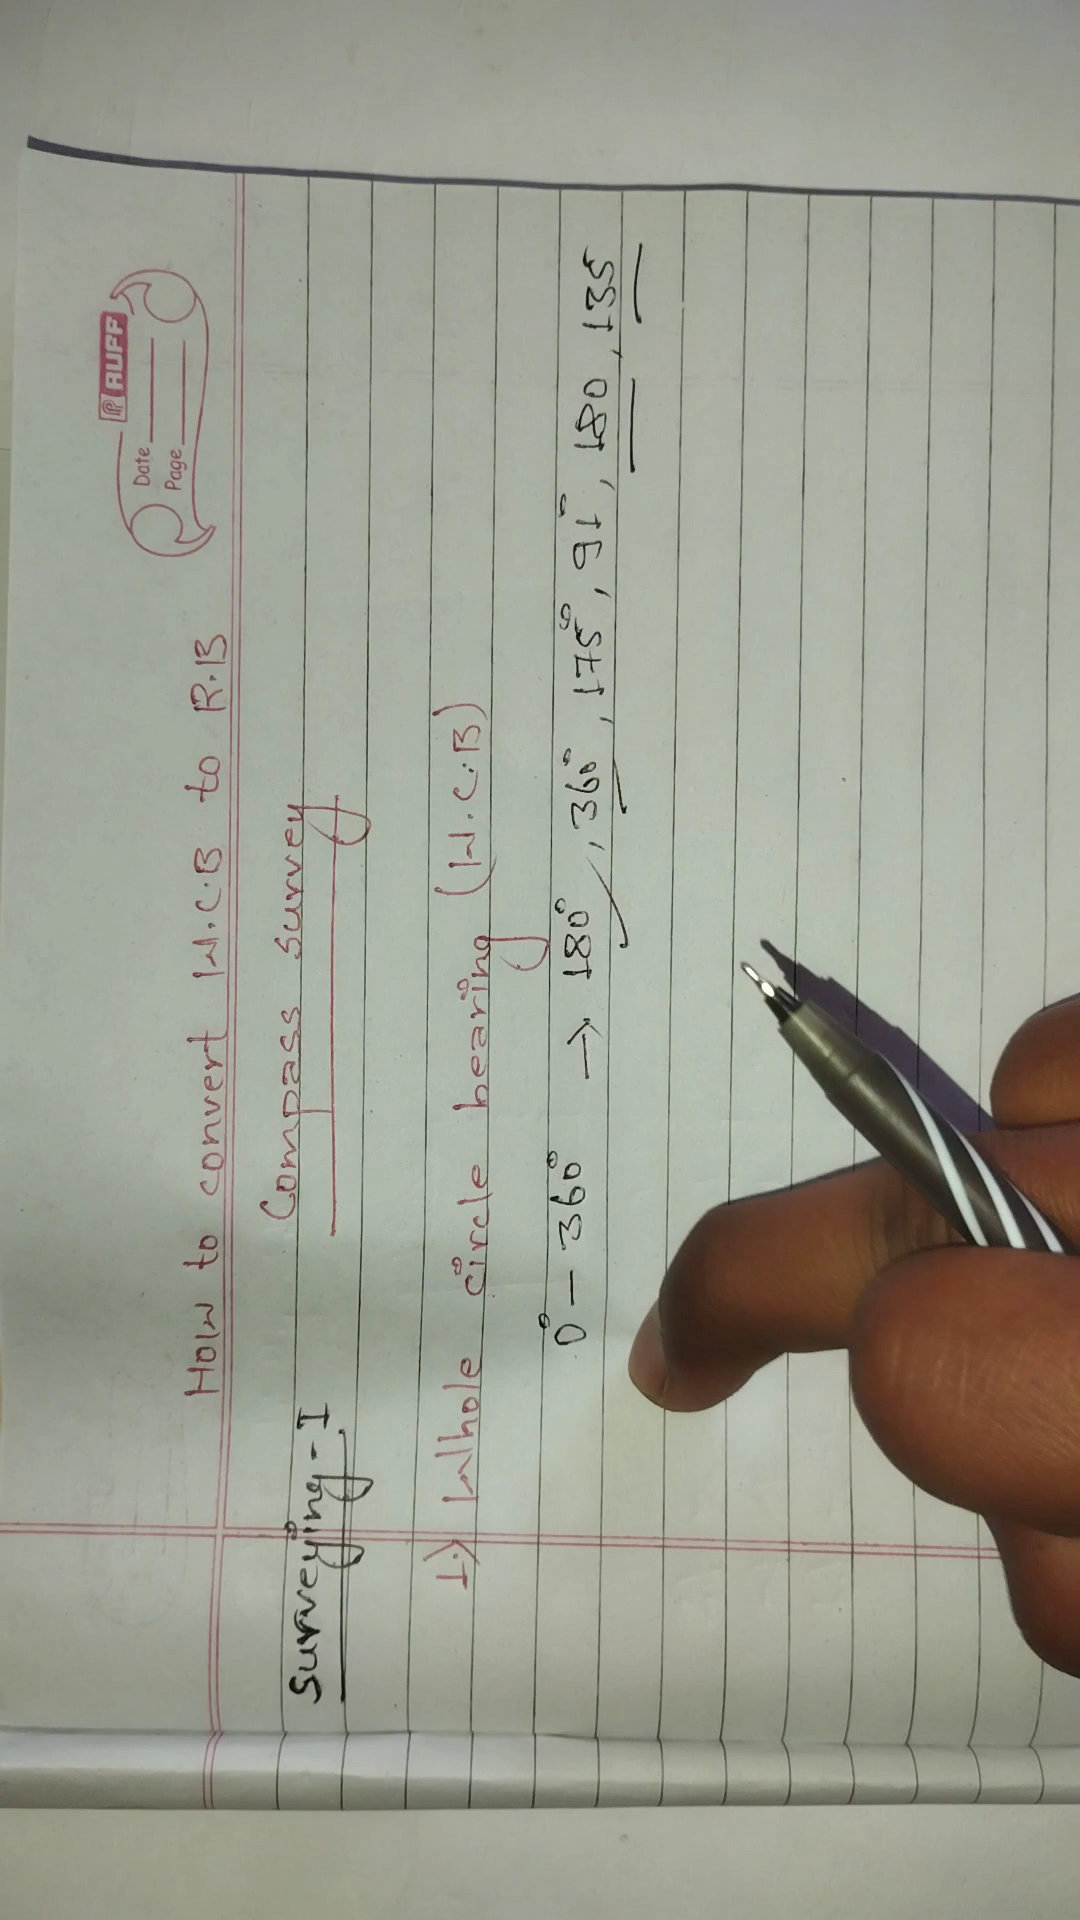 RUFF
Date
Page
How to convert W.C.B to R.B
Surveying-I Compass survey
1) Whole circle bearing (W.C.B)
0° - 360° → 180°, 360°, 175°, 91°, 180, 135